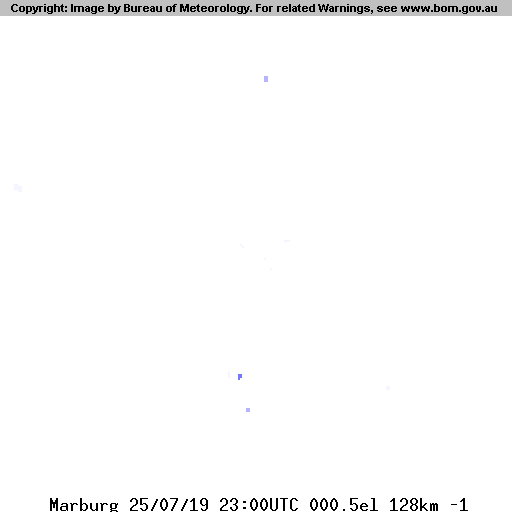 Copyright: Image by Bureau of Meteorology. For related Warnings, see www.bom.gov.au
Marburg 25/07/19 23:00UTC 000.5el 128km -1